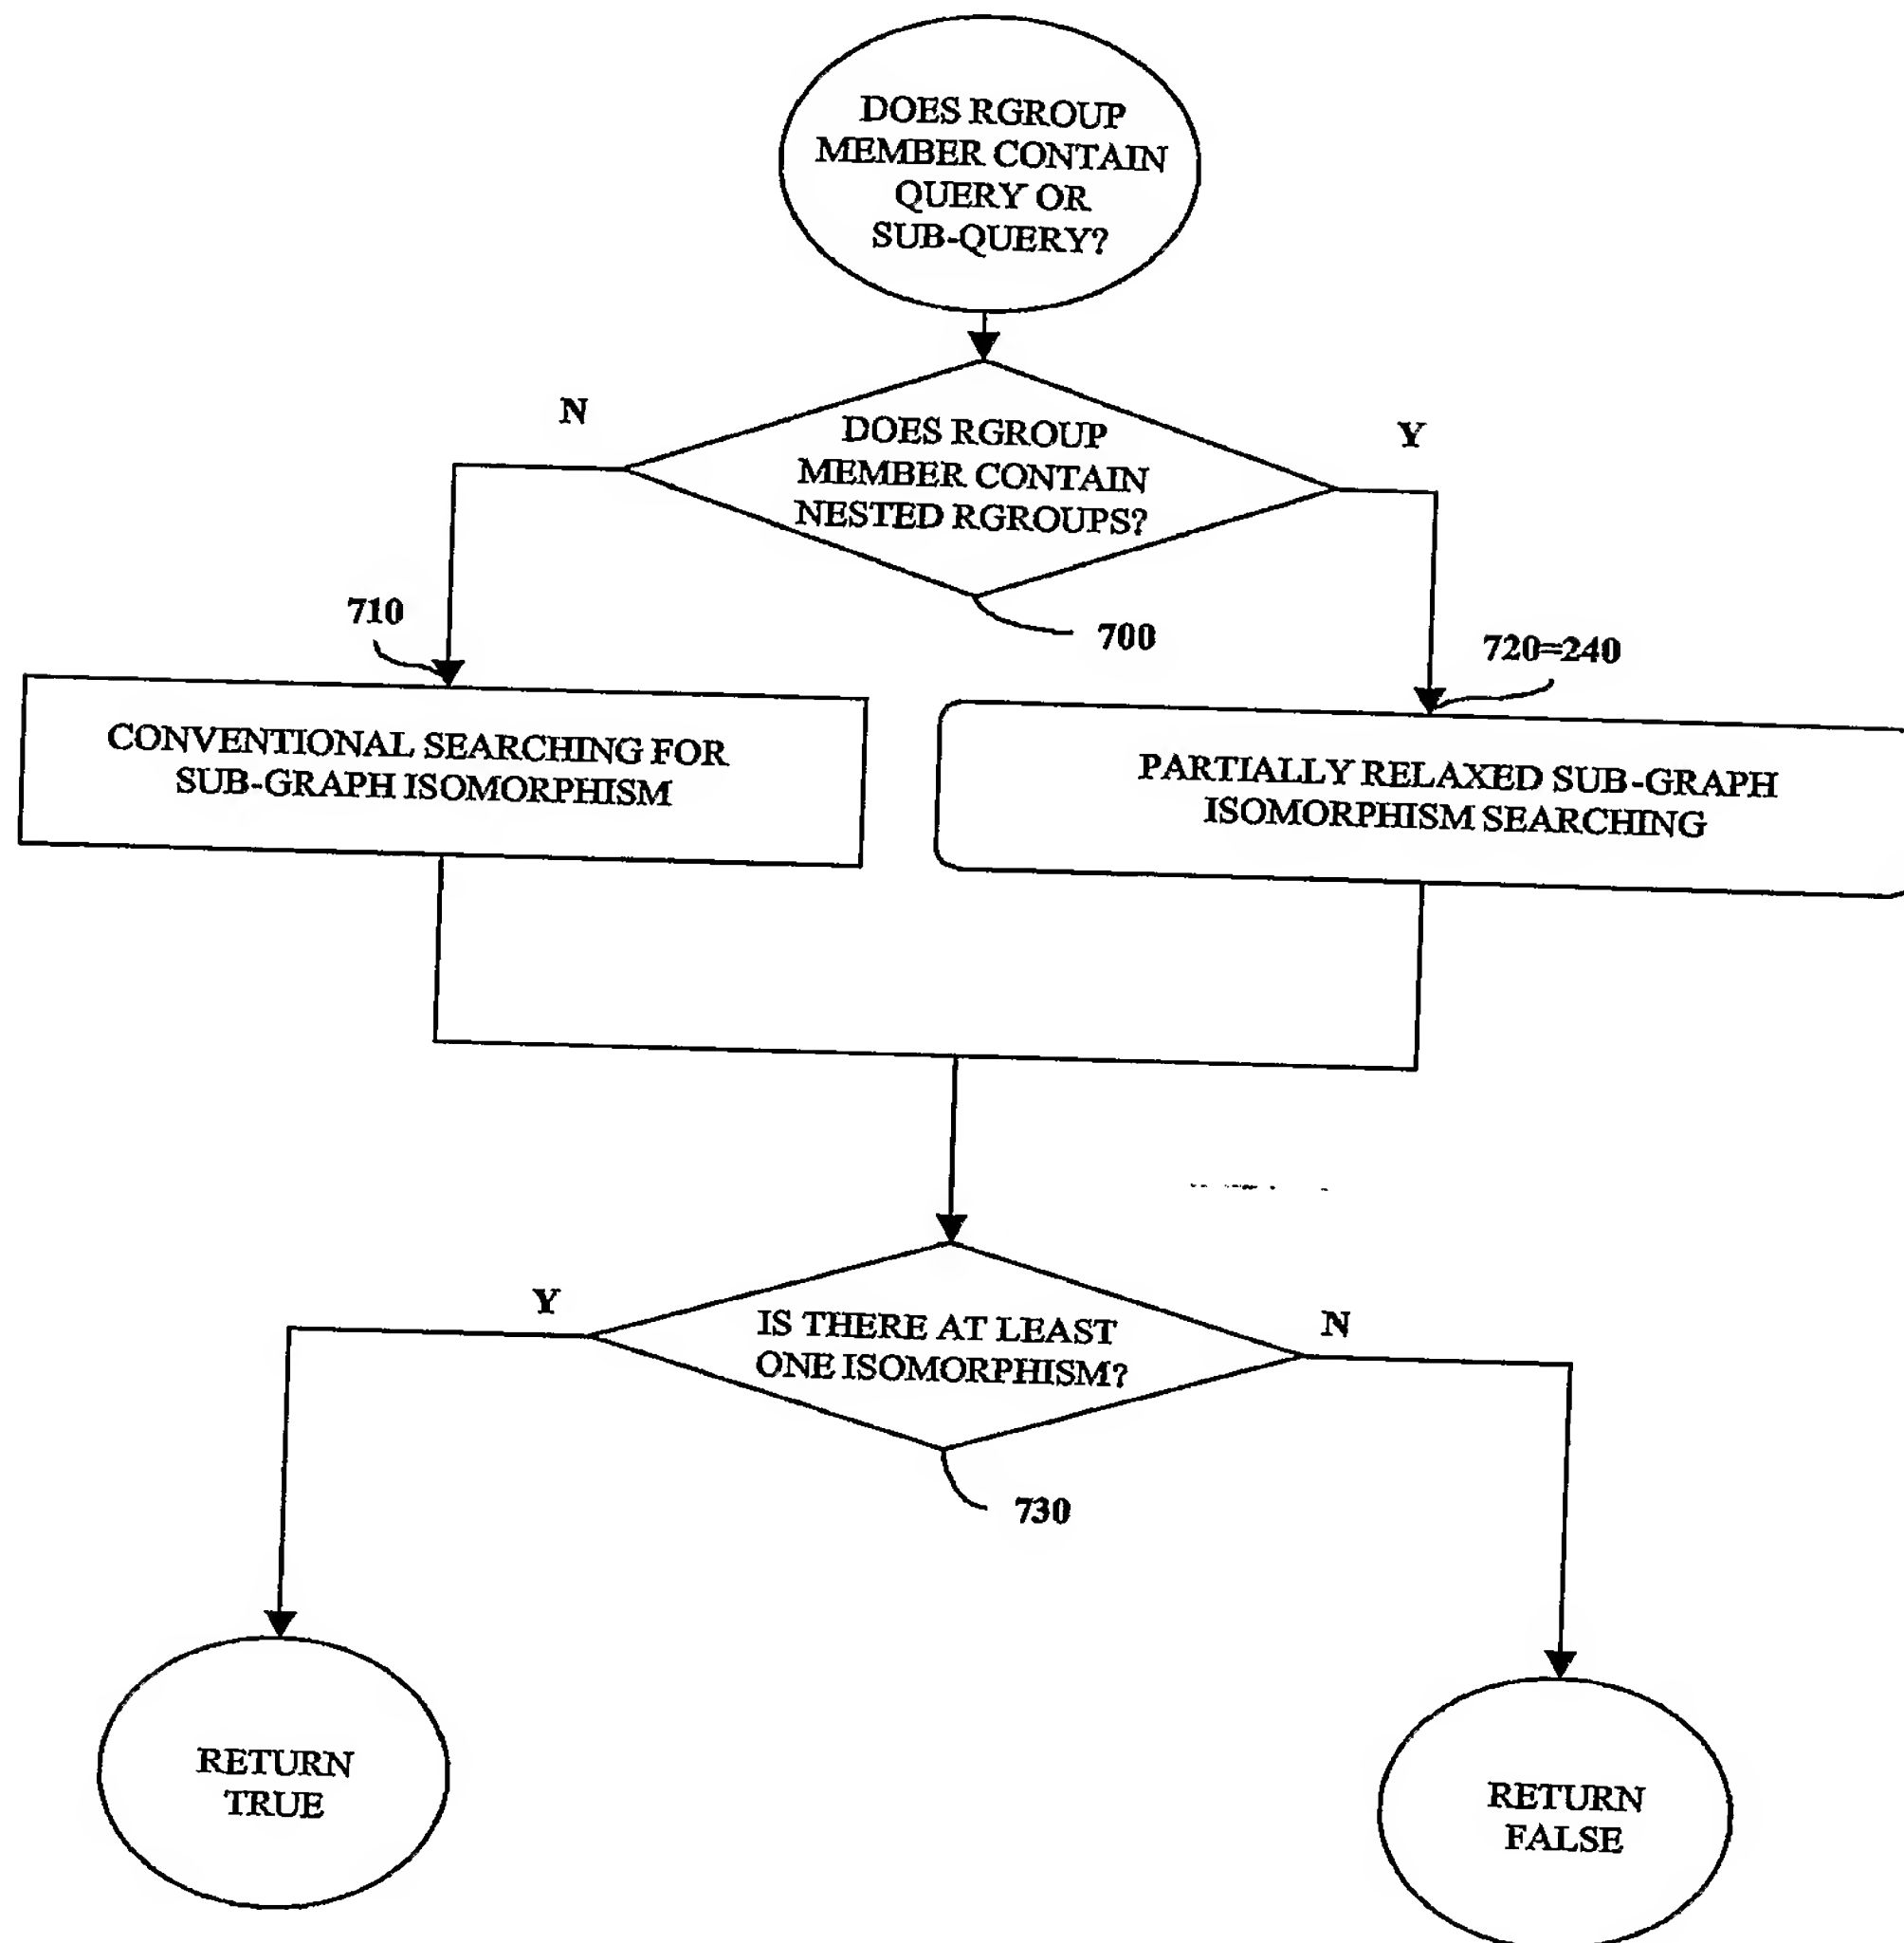 DOES RGROUP
MEMBER CONTAIN
QUERY OR
SUB-QUERY?
N
DOES RGROUP
MEMBER CONTAIN
NESTED RGROUPS?
Y
710
700
720=240
CONVENTIONAL SEARCHING FOR
SUB-GRAPH ISOMORPHISM
PARTIALLY RELAXED SUB-GRAPH
ISOMORPHISM SEARCHING
Y
IS THERE AT LEAST
ONE ISOMORPHISM?
N
730
RETURN
TRUE
RETURN
FALSE